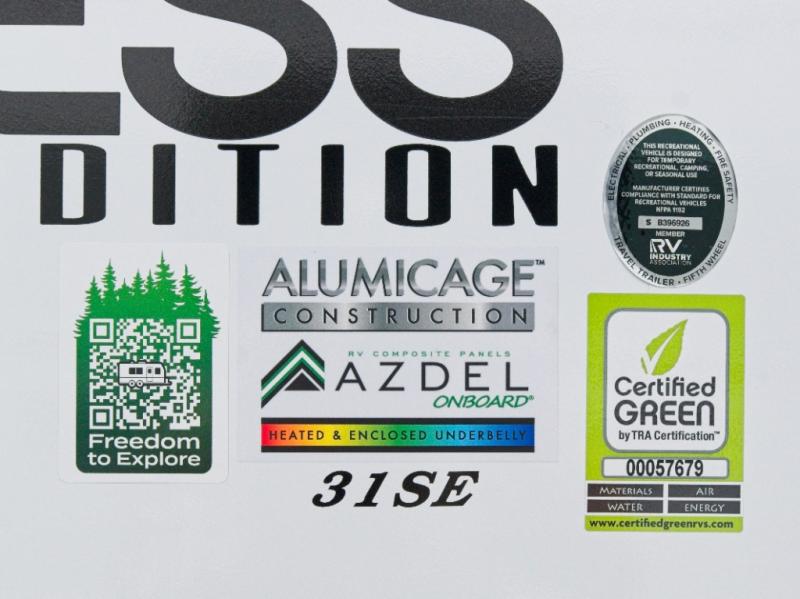 ESS
DITION
ELECTRICAL • PLUMBING • HEATING • FIRE SAFETY
THIS RECREATIONAL
VEHICLE IS DESIGNED
FOR TEMPORARY
RECREATIONAL, CAMPING,
OR SEASONAL USE
MANUFACTURER CERTIFIES
COMPLIANCE WITH STANDARD FOR
RECREATIONAL VEHICLES
NFPA 1192
S B396926
MEMBER
RV
INDUSTRY
ASSOCIATION
TRAVEL TRAILER • FIFTH WHEEL
Freedom
to Explore
ALUMICAGE™
CONSTRUCTION
RV COMPOSITE PANELS
AZDEL
ONBOARD®
HEATED & ENCLOSED UNDERBELLY
31SE
Certified
GREEN
by TRA Certification™
00057679
MATERIALS AIR
WATER ENERGY
www.certifiedgreenrvs.com